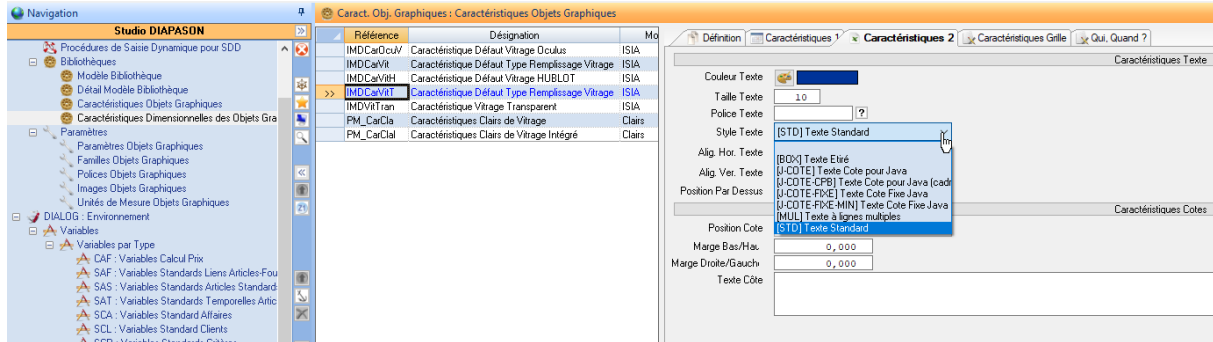 Navigation
Studio DIAPASON
Procédures de Saisie Dynamique pour SDD
Bibliothèques
Modèle Bibliothèque
Détail Modèle Bibliothèque
Caractéristiques Objets Graphiques
Caractéristiques Dimensionnelles des Objets Gra
Paramètres
Paramètres Objets Graphiques
Familles Objets Graphiques
Polices Objets Graphiques
Images Objets Graphiques
Unités de Mesure Objets Graphiques
DIALOG : Environnement
Variables
Variables par Type
CAF : Variables Calcul Prix
SAF : Variables Standards Liens Articles-Fou
SAS : Variables Standards Articles Standard
SAT : Variables Standards Temporelles Artic
SCA : Variables Standard Affaires
SCL : Variables Standard Clients
Caract. Obj. Graphiques : Caractéristiques Objets Graphiques
Référence Désignation Mo
IMDCarOcuV Caractéristique Défaut Vitrage Oculus ISIA
IMDCarVit Caractéristique Défaut Type Remplissage Vitrage ISIA
IMDCarVitH Caractéristique Défaut Vitrage HUBLOT ISIA
>> IMDCarVitT Caractéristique Défaut Type Remplissage Vitrage ISIA
IMDVitTran Caractéristique Vitrage Transparent ISIA
PM_CarCla Caractéristiques Clairs de Vitrage Clairs
PM_CarClaI Caractéristiques Clairs de Vitrage Intégré Clairs
Définition Caractéristiques 1 Caractéristiques 2 Caractéristiques Grille Qui, Quand ?
Caractéristiques Texte
Couleur Texte
Taille Texte 10
Police Texte ?
Style Texte [STD] Texte Standard
Alig. Hor. Texte
[BOX] Texte Etiré
Alig. Ver. Texte [J-COTE] Texte Cote pour Java
[J-COTE-CPB] Texte Cote pour Java (cadr
Position Par Dessus [J-COTE-FIXE] Texte Cote Fixe Java
[J-COTE-FIXE-MIN] Texte Cote Fixe Java
[MUL] Texte à lignes multiples
[STD] Texte Standard
Caractéristiques Cotes
Position Cote
Marge Bas/Hau 0,000
Marge Droite/Gauche 0,000
Texte Côte